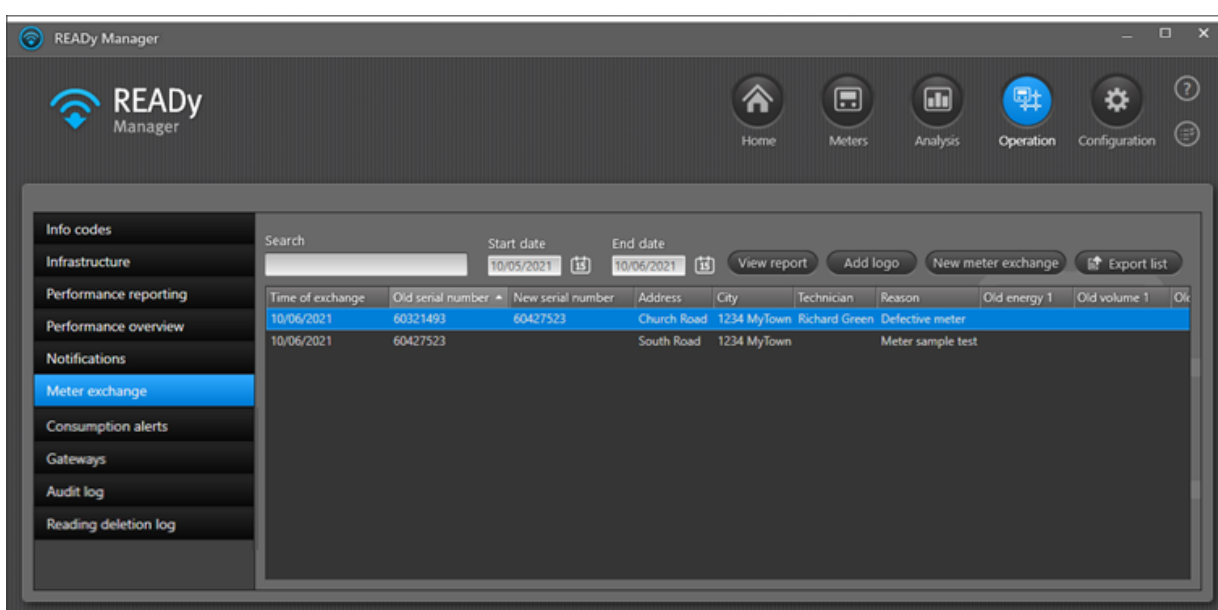 READy Manager
READy
Manager
Home Meters Analysis Operation Configuration
Info codes
Infrastructure
Performance reporting
Performance overview
Notifications
Meter exchange
Consumption alerts
Gateways
Audit log
Reading deletion log
Search Start date End date
10/05/2021 15 10/06/2021 15 View report Add logo New meter exchange Export list
Time of exchange Old serial number New serial number Address City Technician Reason Old energy 1 Old volume 1 Old
10/06/2021 60321493 60427523 Church Road 1234 MyTown Richard Green Defective meter
10/06/2021 60427523 South Road 1234 MyTown Meter sample test